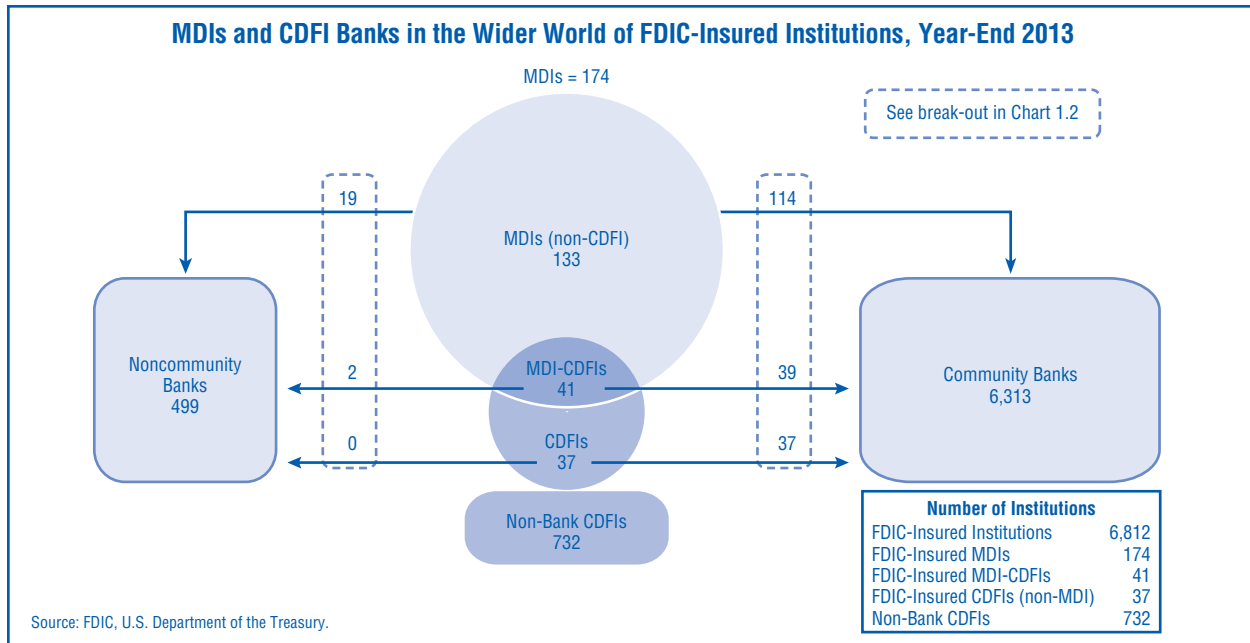 MDIs and CDFI Banks in the Wider World of FDIC-Insured Institutions, Year-End 2013
MDIs = 174
See break-out in Chart 1.2
19
114
MDIs (non-CDFI)
133
Noncommunity
Banks
499
2
MDI-CDFIs
41
39
Community Banks
6,313
0
CDFIs
37
37
Non-Bank CDFIs
732
Number of Institutions
FDIC-Insured Institutions 6,812
FDIC-Insured MDIs 174
FDIC-Insured MDI-CDFIs 41
FDIC-Insured CDFIs (non-MDI) 37
Non-Bank CDFIs 732
Source: FDIC, U.S. Department of the Treasury.